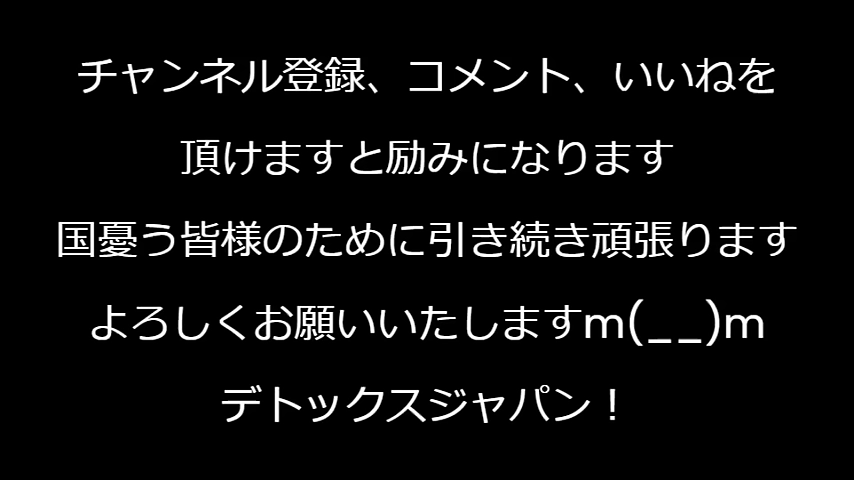 チャンネル登録、コメント、いいねを
頂けますと励みになります
国憂う皆様のために引き続き頑張ります
よろしくお願いいたしますm(__)m
デトックスジャパン！